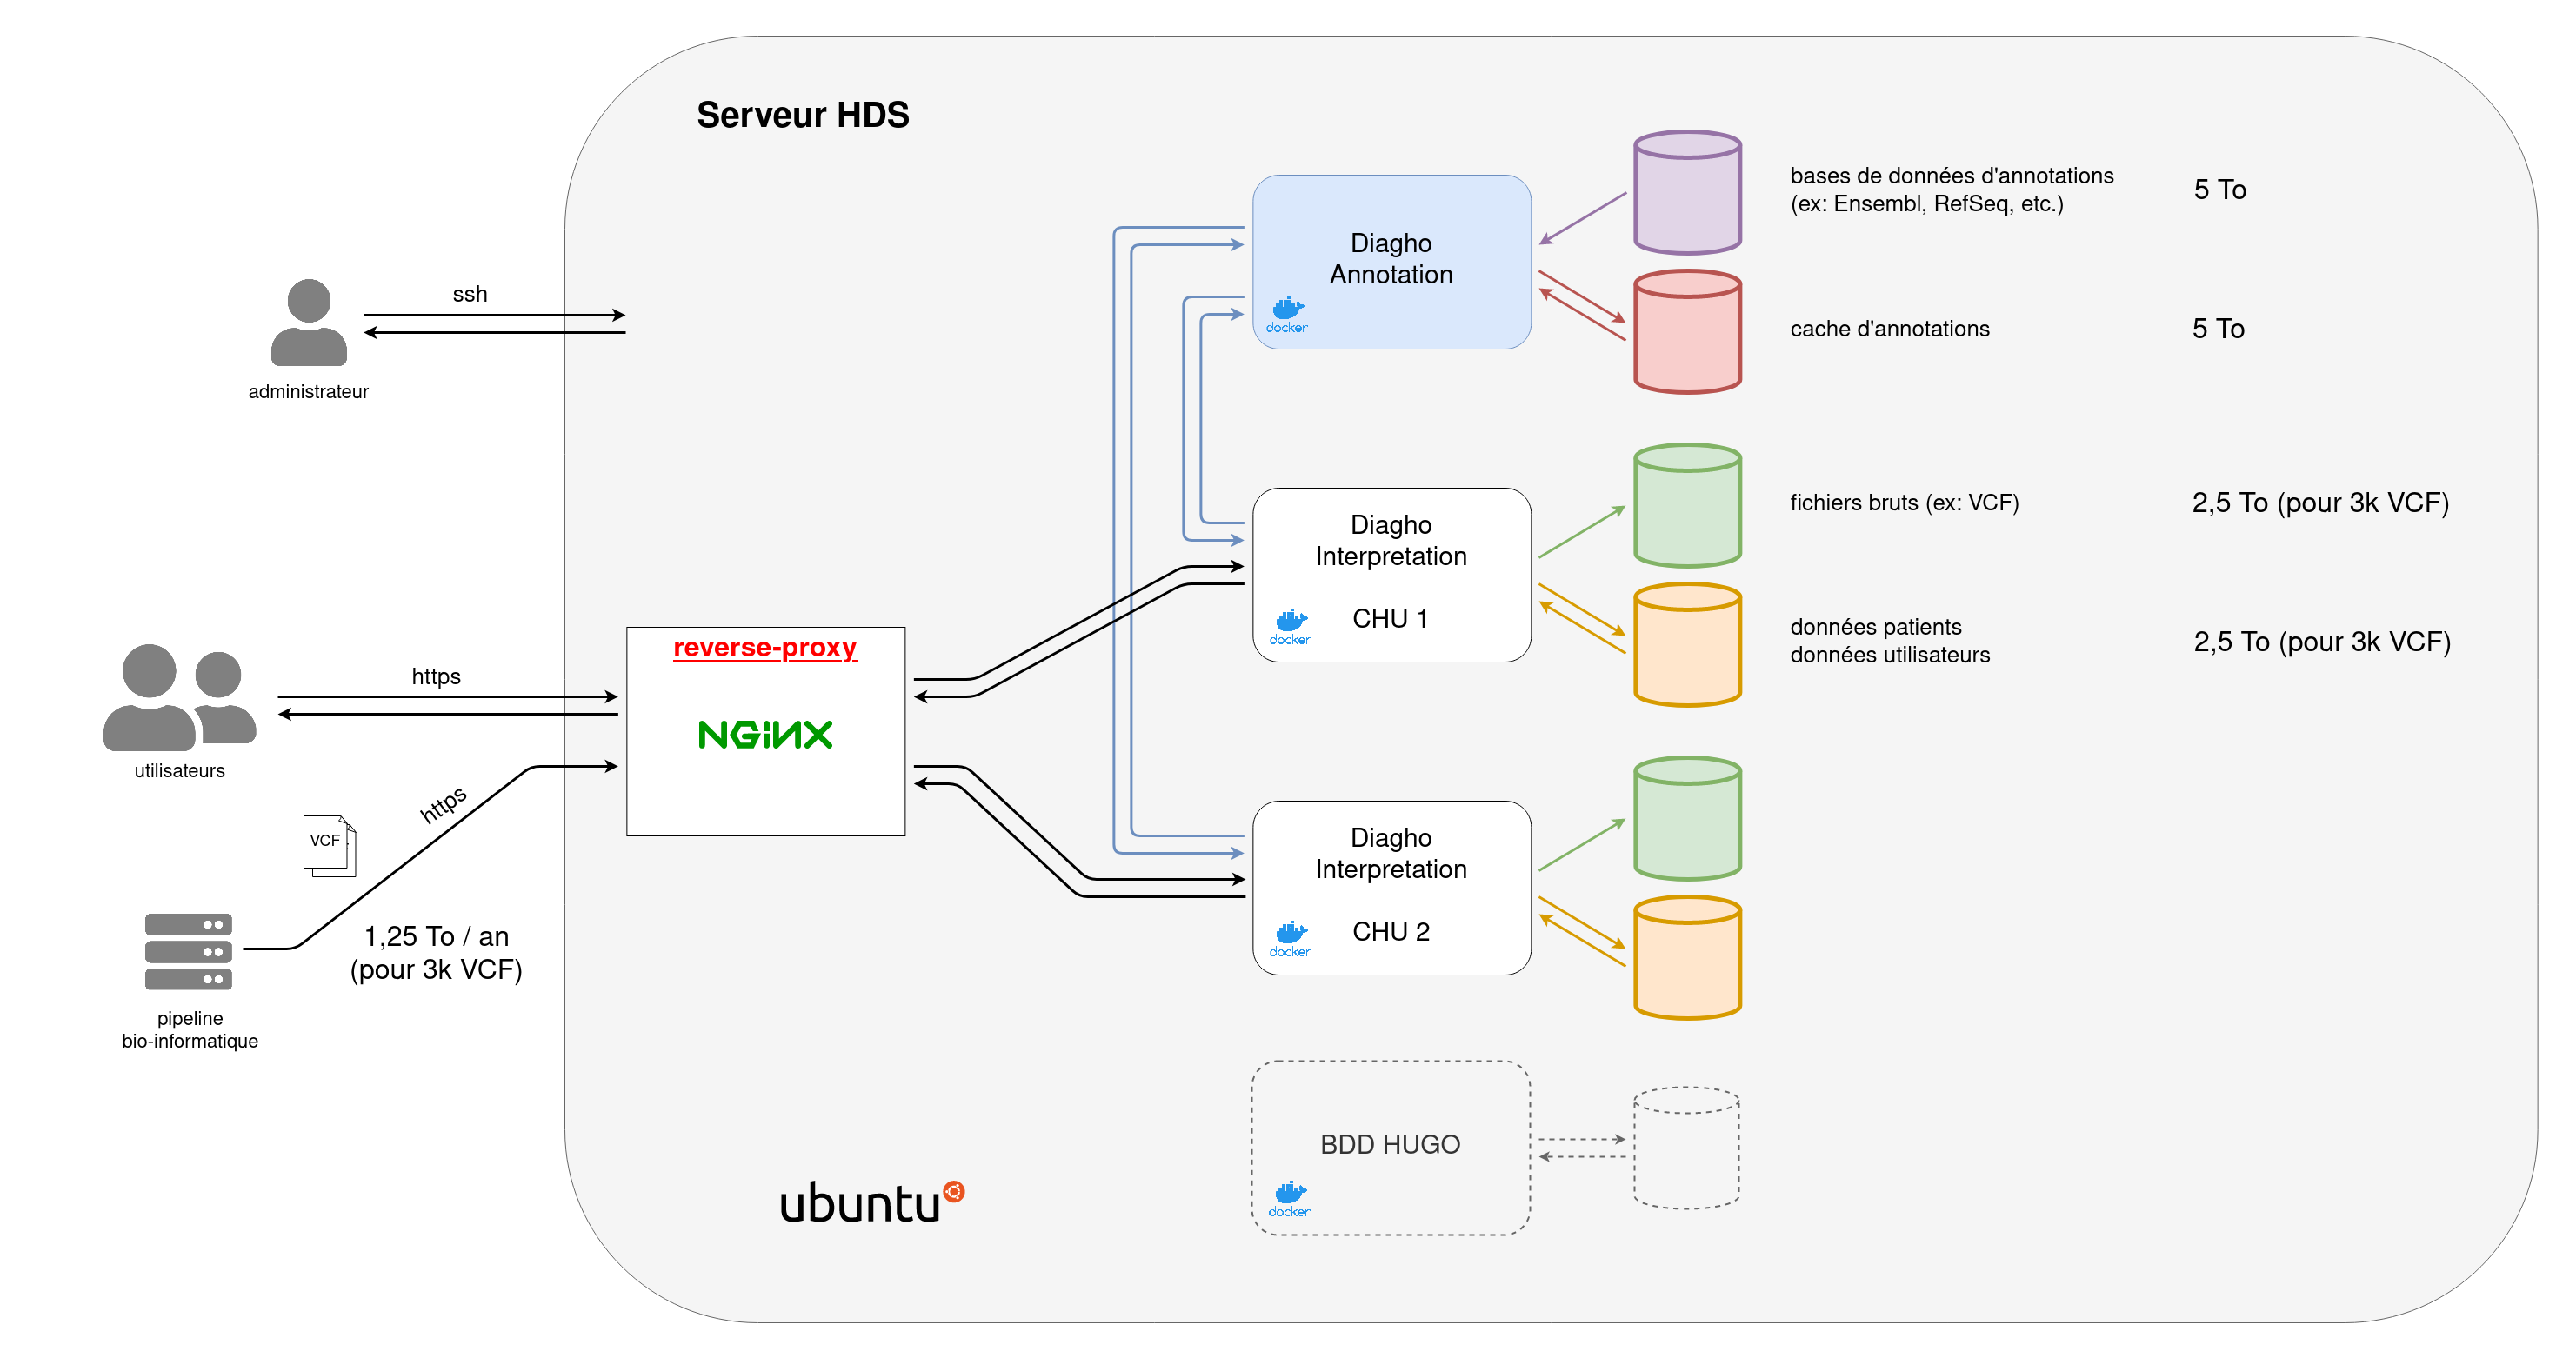 Serveur HDS
ssh
administrateur
https
utilisateurs
https
VCF
1,25 To / an
(pour 3k VCF)
pipeline
bio-informatique
reverse-proxy
NGINX
ubuntu
Diagho
Annotation
docker
bases de données d'annotations
(ex: Ensembl, RefSeq, etc.)
5 To
cache d'annotations
5 To
Diagho
Interpretation
CHU 1
docker
fichiers bruts (ex: VCF)
2,5 To (pour 3k VCF)
données patients
données utilisateurs
2,5 To (pour 3k VCF)
Diagho
Interpretation
CHU 2
docker
BDD HUGO
docker